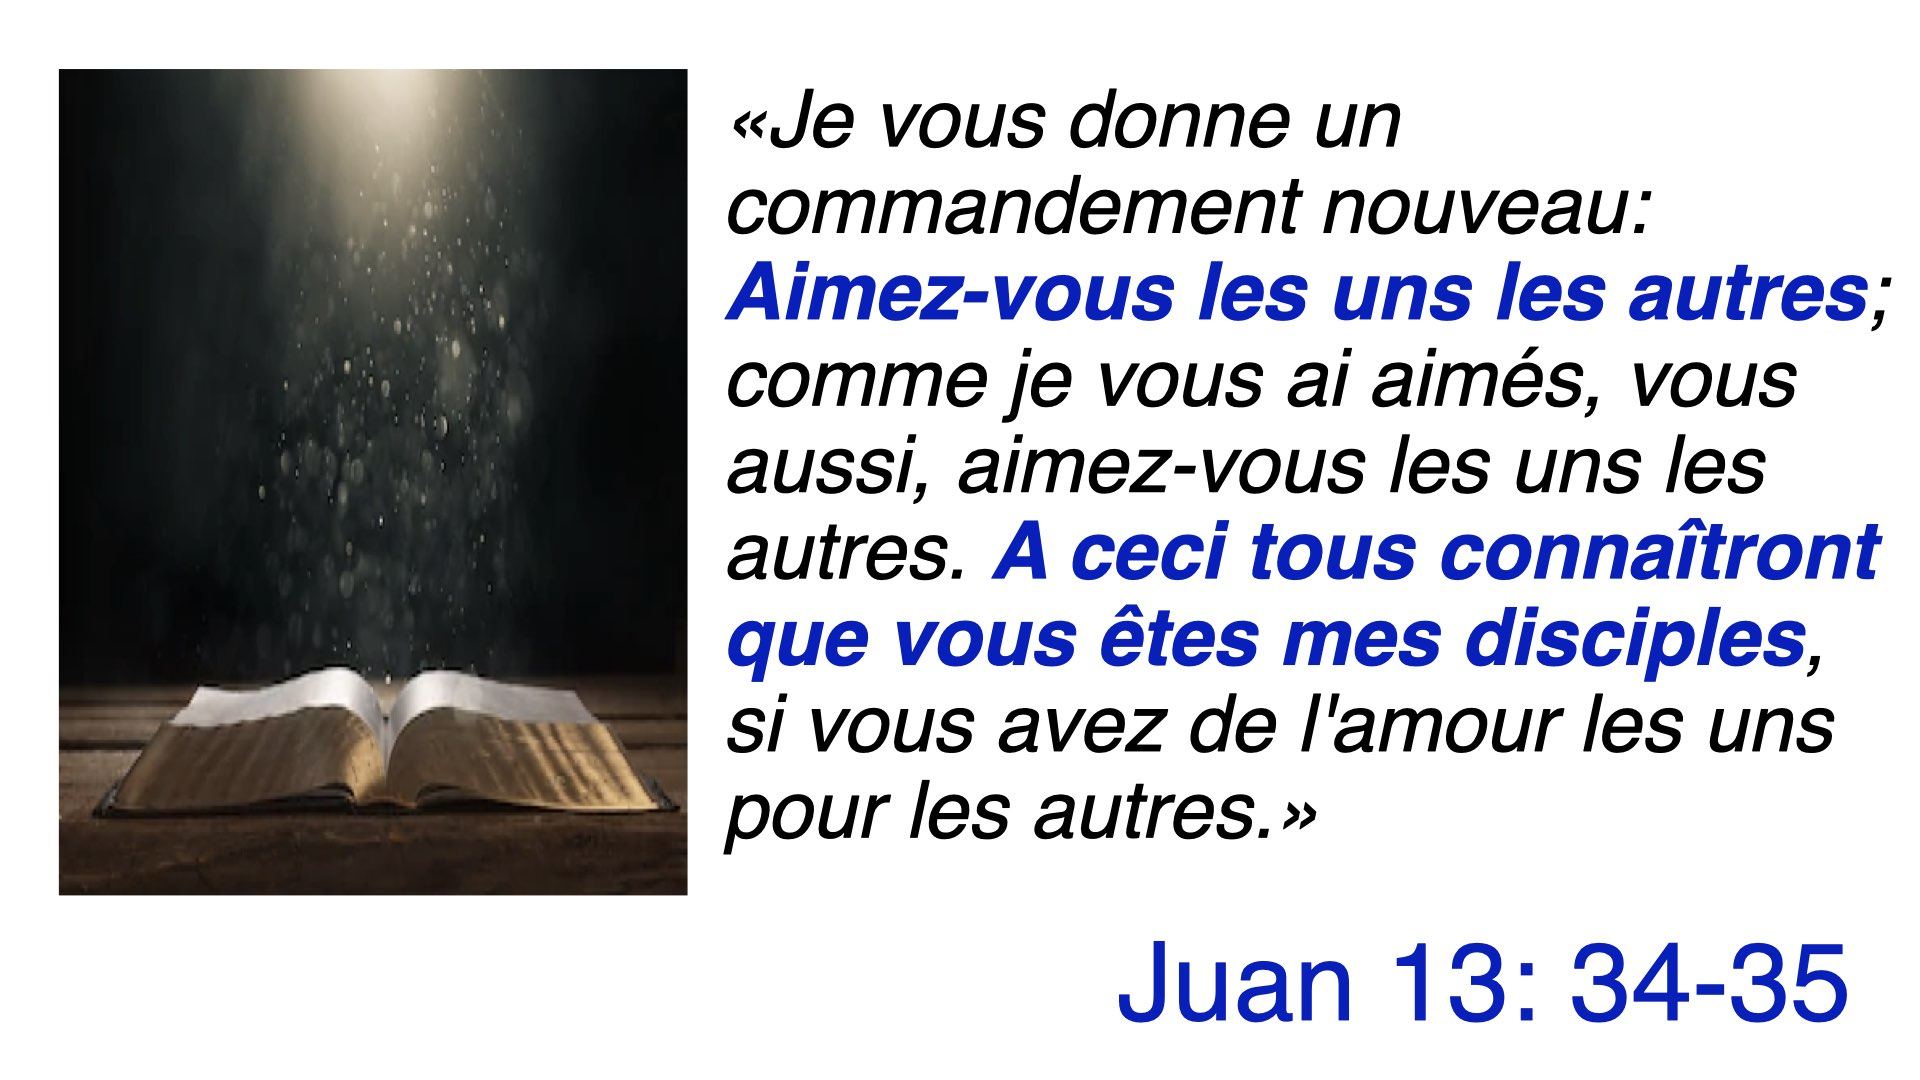 «Je vous donne un
commandement nouveau:
Aimez-vous les uns les autres;
comme je vous ai aimés, vous
aussi, aimez-vous les uns les
autres. A ceci tous connaîtront
que vous êtes mes disciples,
si vous avez de l'amour les uns
pour les autres.»
Juan 13: 34-35